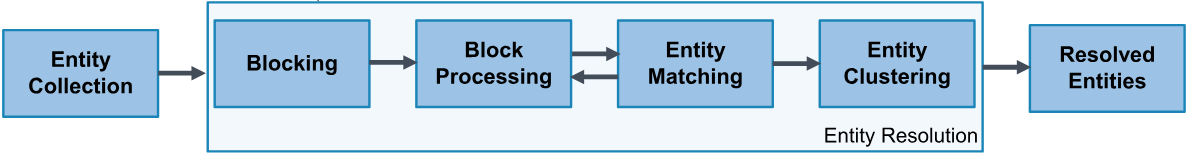 Entity
Collection
Blocking
Block
Processing
Entity
Matching
Entity
Clustering
Resolved
Entities
Entity Resolution